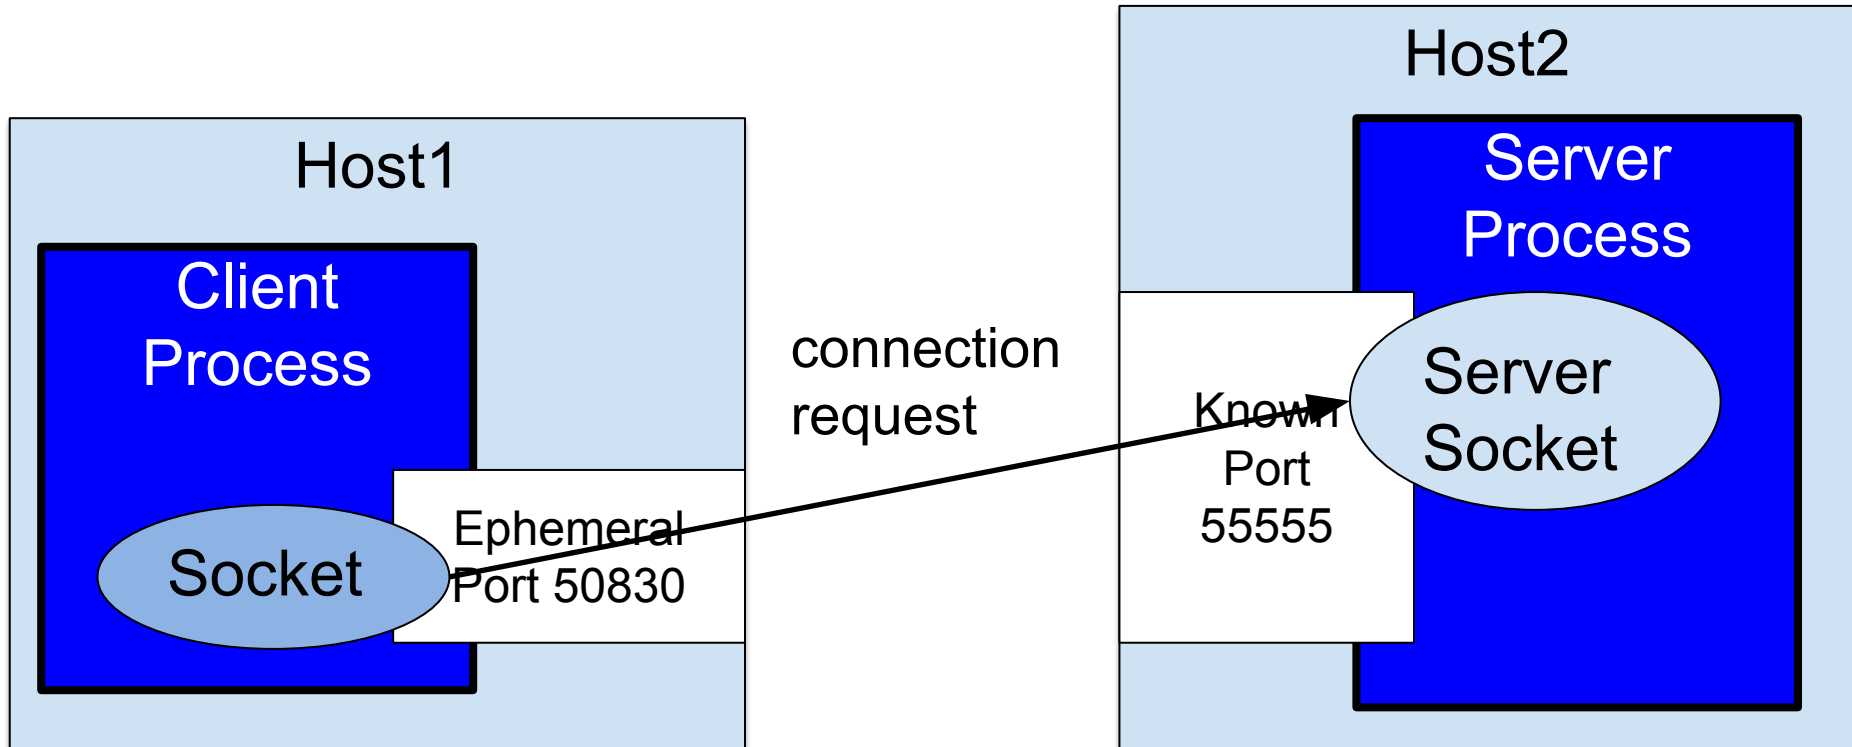 Host1
Client
Process
Socket
Ephemeral
Port 50830
connection
request
Host2
Server
Process
Known
Port
55555
Server
Socket